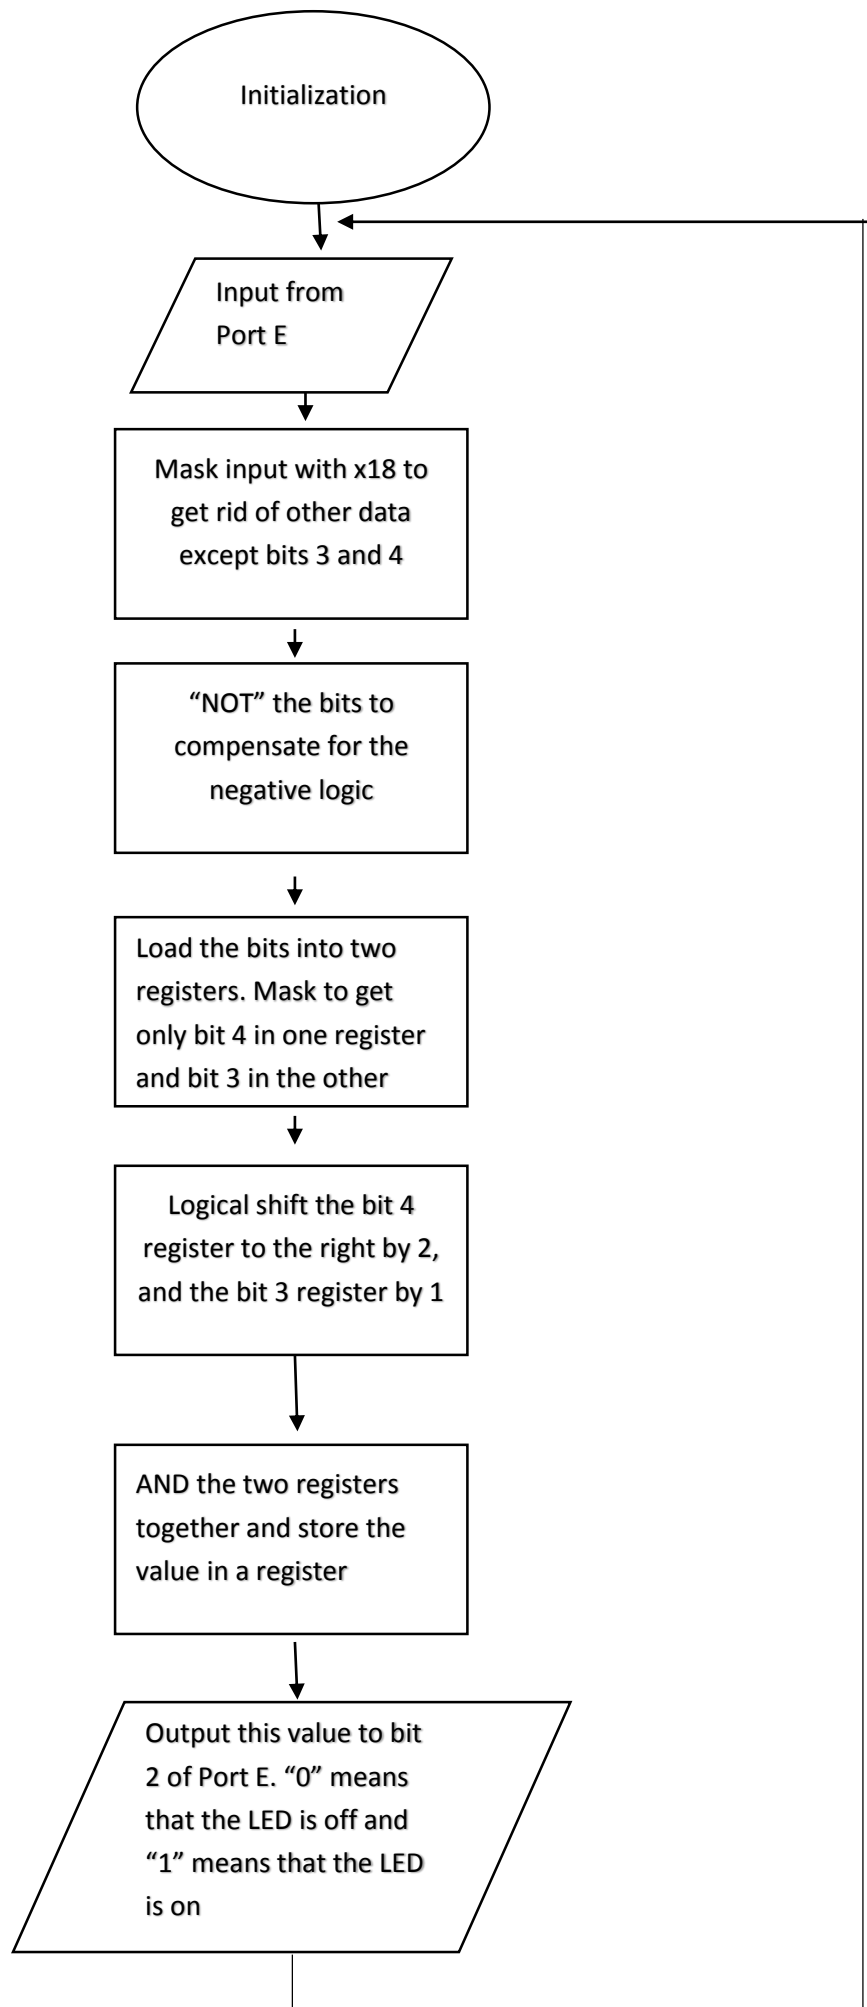 Initialization
Input from
Port E
Mask input with x18 to
get rid of other data
except bits 3 and 4
“NOT” the bits to
compensate for the
negative logic
Load the bits into two
registers. Mask to get
only bit 4 in one register
and bit 3 in the other
Logical shift the bit 4
register to the right by 2,
and the bit 3 register by 1
AND the two registers
together and store the
value in a register
Output this value to bit
2 of Port E. “0” means
that the LED is off and
“1” means that the LED
is on